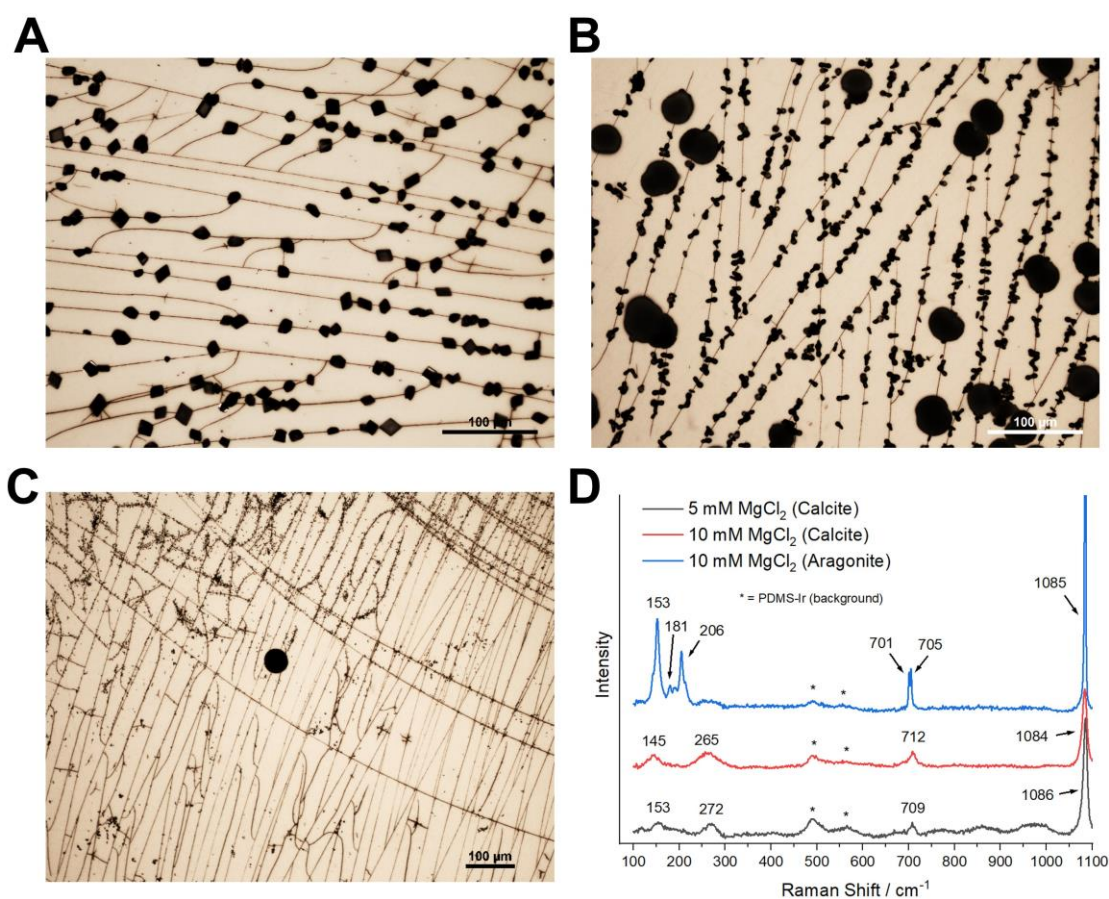 A
B
100 µm
100 µm
C
100 µm
D
5 mM MgCl₂ (Calcite)
10 mM MgCl₂ (Calcite)
10 mM MgCl₂ (Aragonite)
* = PDMS-Ir (background)
1085
153
181
206
701
705
*
*
145
265
*
*
712
1084
153
272
*
*
709
1086
Intensity
100 200 300 400 500 600 700 800 900 1000 1100
Raman Shift / cm⁻¹